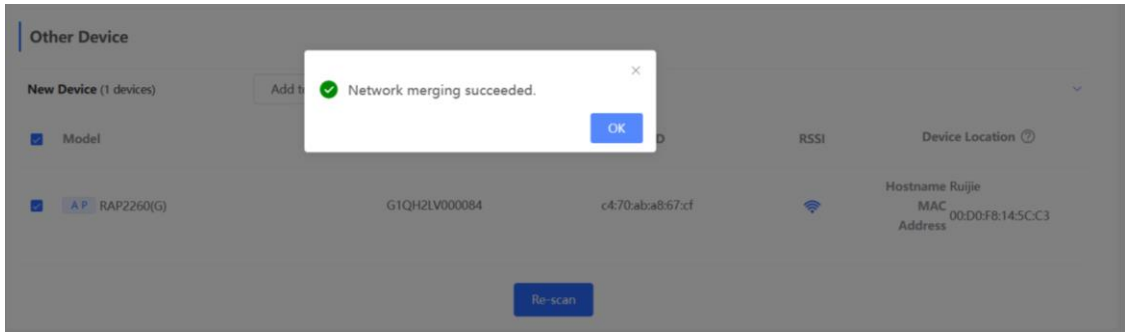 Other Device
New Device (1 devices)
Add t
Network merging succeeded.
OK
Model
D
RSSI
Device Location
AP RAP2260(G)
G1QH2LV000084
c4:70:ab:a8:67:cf
Hostname Ruijie
MAC Address 00:D0:F8:14:5C:C3
Re-scan